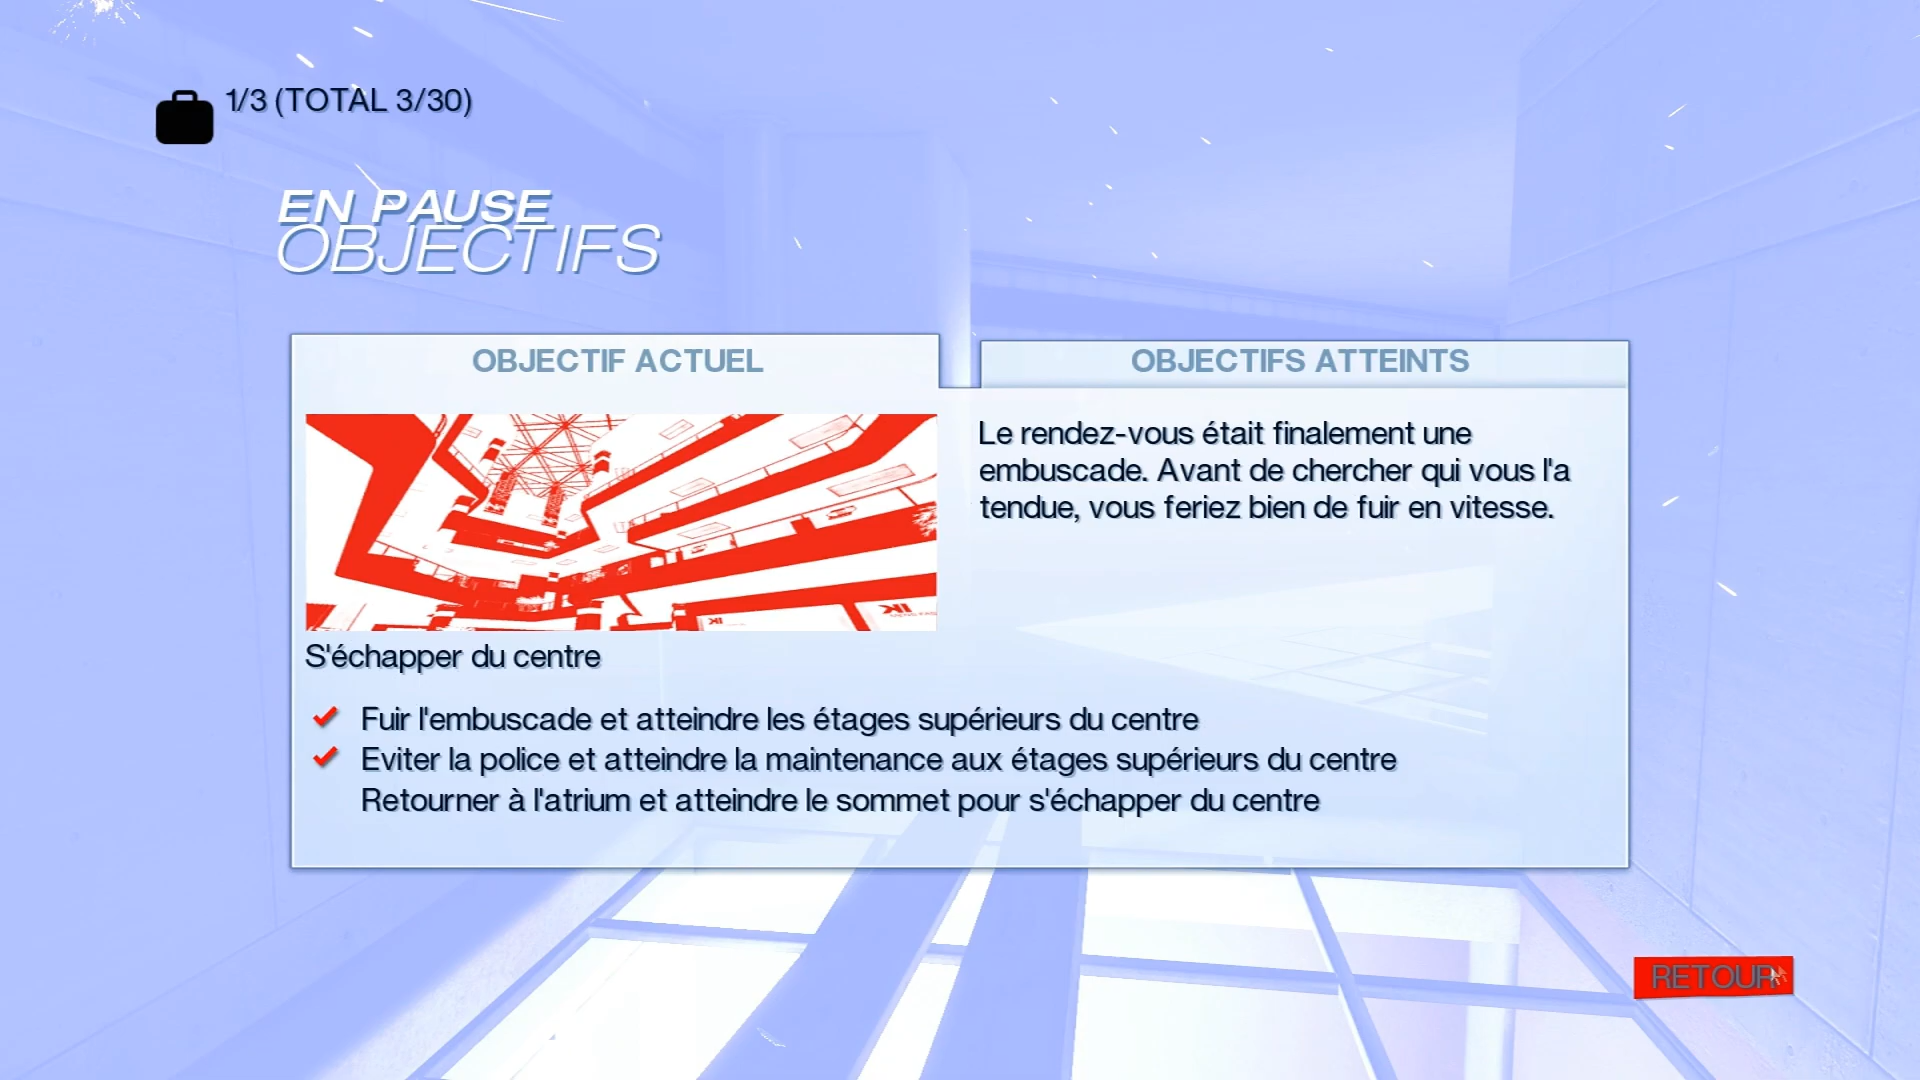 1/3 (TOTAL 3/30)
EN PAUSE
OBJECTIFS
OBJECTIF ACTUEL
OBJECTIFS ATTEINTS
Le rendez-vous était finalement une
embuscade. Avant de chercher qui vous l'a
tendue, vous feriez bien de fuir en vitesse.
S'échapper du centre
Fuir l'embuscade et atteindre les étages supérieurs du centre
Eviter la police et atteindre la maintenance aux étages supérieurs du centre
Retourner à l'atrium et atteindre le sommet pour s'échapper du centre
RETOUR